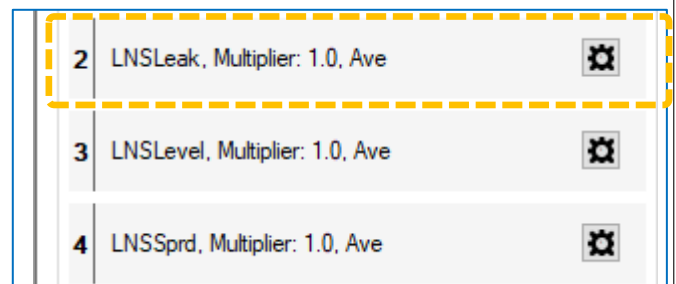 2 LNSLeak, Multiplier: 1.0, Ave
3 LNSLevel, Multiplier: 1.0, Ave
4 LNSSprd, Multiplier: 1.0, Ave